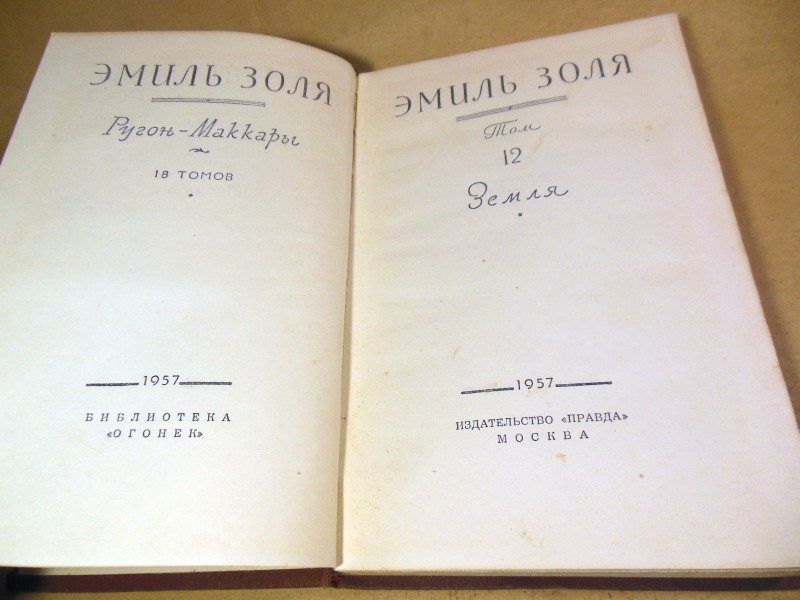 ЭМИЛЬ ЗОЛЯ
Ругон-Маккары
18 ТОМОВ
1957
БИБЛИОТЕКА
«ОГОНЕК»
ЭМИЛЬ ЗОЛЯ
Том
12
Земля
1957
ИЗДАТЕЛЬСТВО «ПРАВДА»
МОСКВА